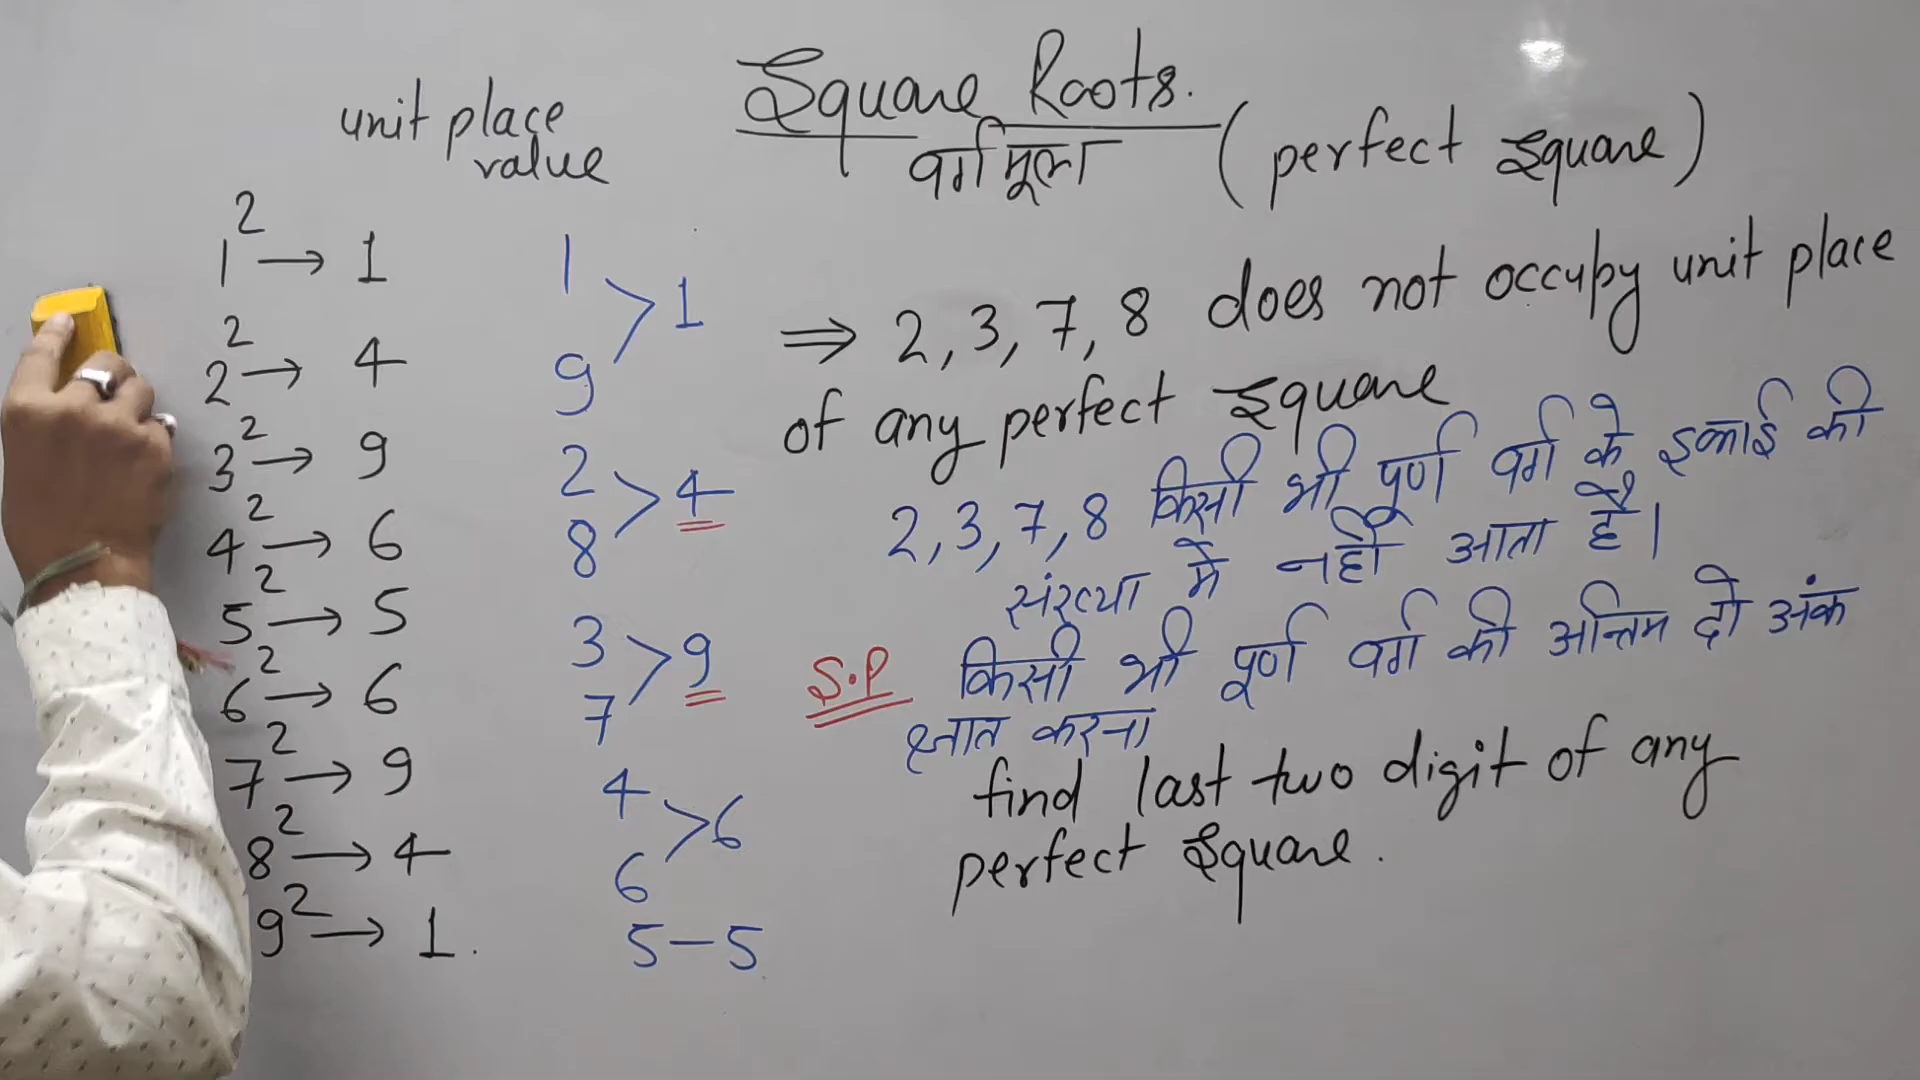 Square Roots.
वर्गमूल (perfect Square)
unit place
value
1² → 1
2² → 4
3² → 9
4² → 6
5² → 5
6² → 6
7² → 9
8² → 4
9² → 1.
1
9 > 1
2
8 > 4
3
7 > 9
4
6 > 6
5 – 5
⇒ 2, 3, 7, 8 does not occupy unit place
of any perfect Square
2, 3, 7, 8 किसी भी पूर्ण वर्ग के इकाई की
संख्या में नहीं आता है।
S.P किसी भी पूर्ण वर्ग की अन्तिम दो अंक
ज्ञात करना
find last two digit of any
perfect Square.